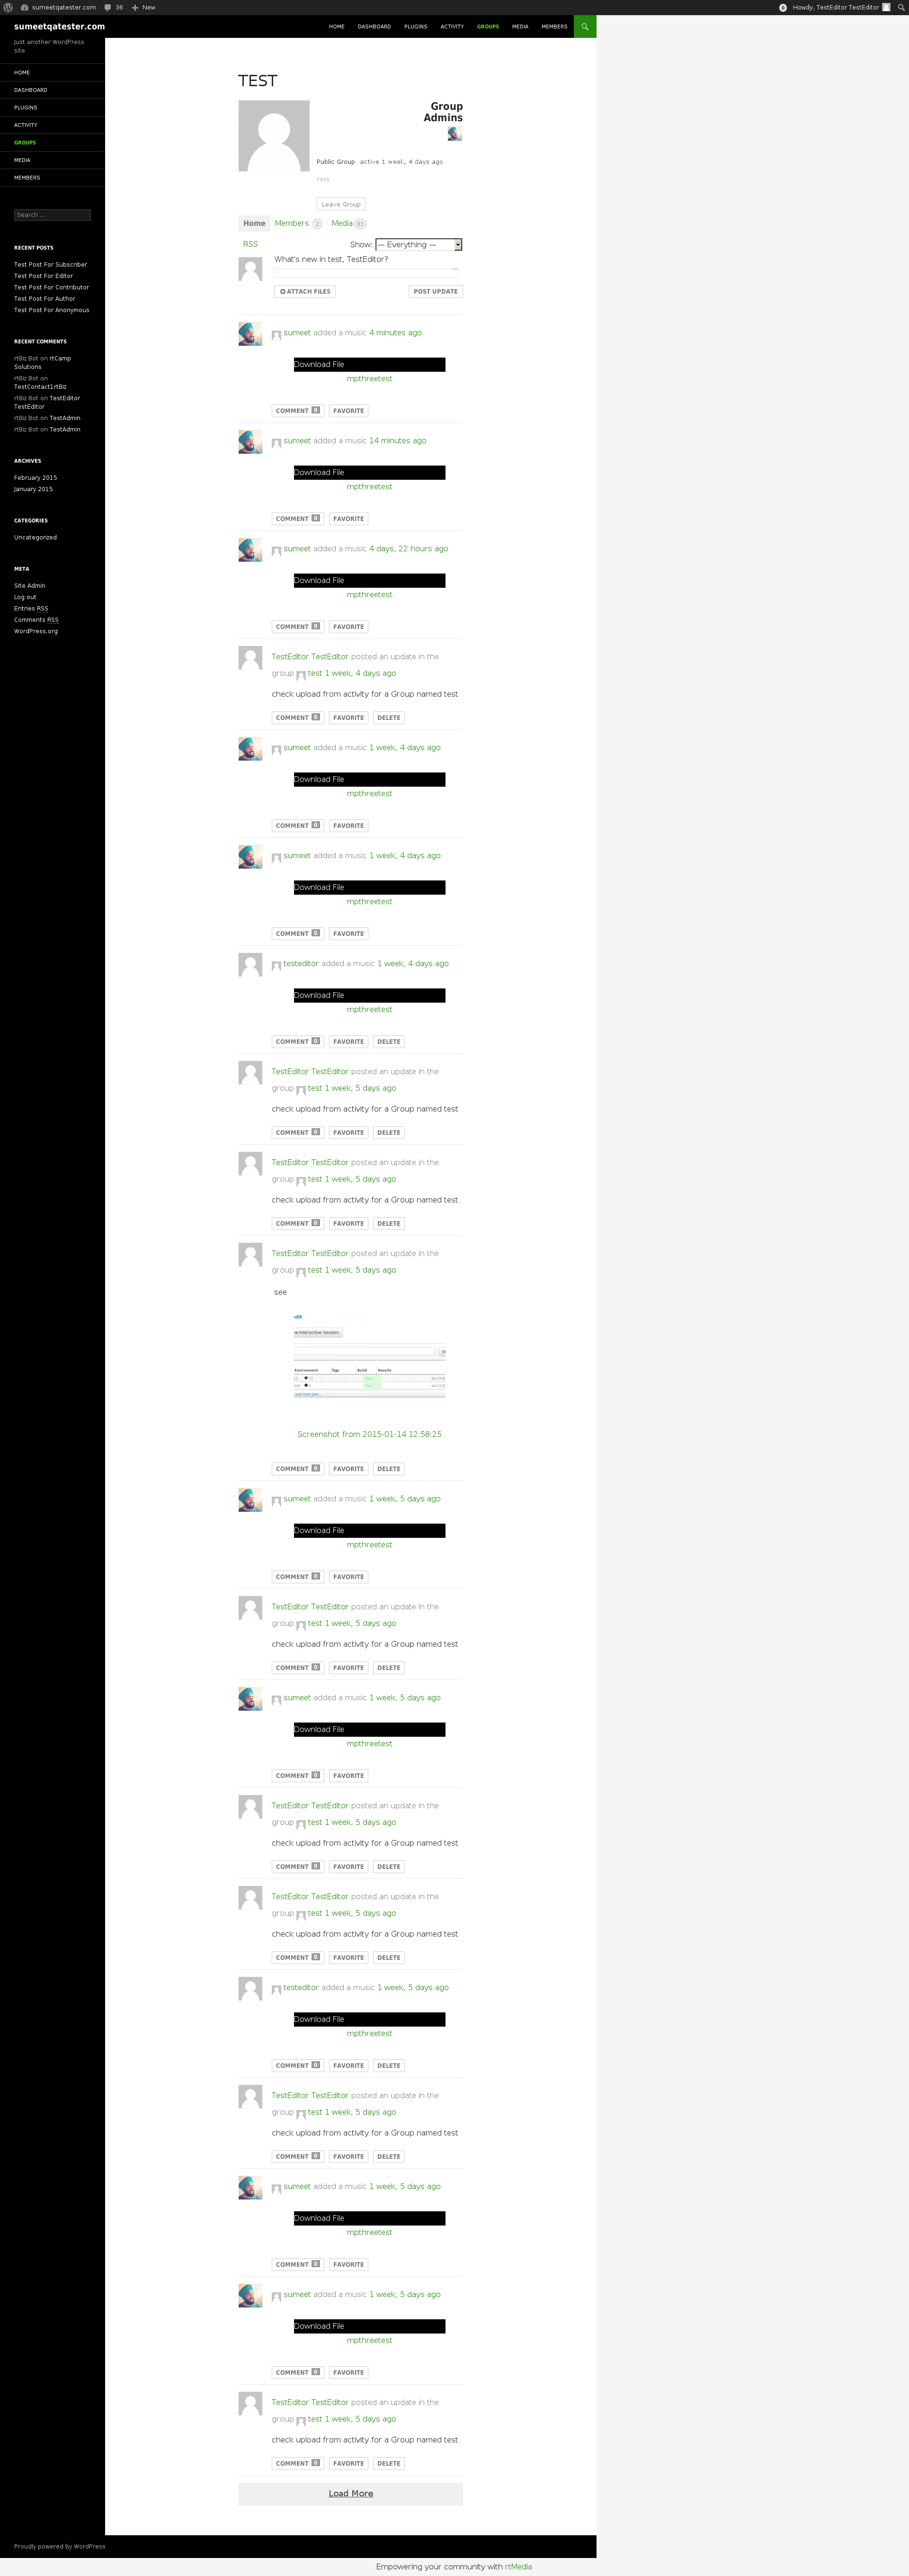 sumeetqatester.com 36 New
0 Howdy, TestEditor TestEditor
sumeetqatester.com
Just another WordPress site
HOME DASHBOARD PLUGINS ACTIVITY GROUPS MEDIA MEMBERS
HOME
DASHBOARD
PLUGINS
ACTIVITY
GROUPS
MEDIA
MEMBERS
Search ...
RECENT POSTS
Test Post For Subscriber
Test Post For Editor
Test Post For Contributor
Test Post For Author
Test Post For Anonymous
RECENT COMMENTS
rtBiz Bot on rtCamp
Solutions
rtBiz Bot on
TestContact1rtBiz
rtBiz Bot on TestEditor
TestEditor
rtBiz Bot on TestAdmin
rtBiz Bot on TestAdmin
ARCHIVES
February 2015
January 2015
CATEGORIES
Uncategorized
META
Site Admin
Log out
Entries RSS
Comments RSS
WordPress.org
TEST
Group
Admins
Public Group active 1 week, 4 days ago
test
Leave Group
Home Members 2 Media
RSS Show: — Everything —
What's new in test, TestEditor?
ATTACH FILES POST UPDATE
sumeet added a music 4 minutes ago
Download File
mpthreetest
COMMENT 0 FAVORITE
sumeet added a music 14 minutes ago
Download File
mpthreetest
COMMENT 0 FAVORITE
sumeet added a music 4 days, 22 hours ago
Download File
mpthreetest
COMMENT 0 FAVORITE
TestEditor TestEditor posted an update in the
group test 1 week, 4 days ago
check upload from activity for a Group named test
COMMENT 0 FAVORITE DELETE
sumeet added a music 1 week, 4 days ago
Download File
mpthreetest
COMMENT 0 FAVORITE
sumeet added a music 1 week, 4 days ago
Download File
mpthreetest
COMMENT 0 FAVORITE
testeditor added a music 1 week, 4 days ago
Download File
mpthreetest
COMMENT 0 FAVORITE DELETE
TestEditor TestEditor posted an update in the
group test 1 week, 5 days ago
check upload from activity for a Group named test
COMMENT 0 FAVORITE DELETE
TestEditor TestEditor posted an update in the
group test 1 week, 5 days ago
check upload from activity for a Group named test
COMMENT 0 FAVORITE DELETE
TestEditor TestEditor posted an update in the
group test 1 week, 5 days ago
see
w Interactive Session
Environment Tags Build Results
Screenshot from 2015-01-14 12:58:25
COMMENT 0 FAVORITE DELETE
sumeet added a music 1 week, 5 days ago
Download File
mpthreetest
COMMENT 0 FAVORITE
TestEditor TestEditor posted an update in the
group test 1 week, 5 days ago
check upload from activity for a Group named test
COMMENT 0 FAVORITE DELETE
sumeet added a music 1 week, 5 days ago
Download File
mpthreetest
COMMENT 0 FAVORITE
TestEditor TestEditor posted an update in the
group test 1 week, 5 days ago
check upload from activity for a Group named test
COMMENT 0 FAVORITE DELETE
TestEditor TestEditor posted an update in the
group test 1 week, 5 days ago
check upload from activity for a Group named test
COMMENT 0 FAVORITE DELETE
testeditor added a music 1 week, 5 days ago
Download File
mpthreetest
COMMENT 0 FAVORITE DELETE
TestEditor TestEditor posted an update in the
group test 1 week, 5 days ago
check upload from activity for a Group named test
COMMENT 0 FAVORITE DELETE
sumeet added a music 1 week, 5 days ago
Download File
mpthreetest
COMMENT 0 FAVORITE
sumeet added a music 1 week, 5 days ago
Download File
mpthreetest
COMMENT 0 FAVORITE
TestEditor TestEditor posted an update in the
group test 1 week, 5 days ago
check upload from activity for a Group named test
COMMENT 0 FAVORITE DELETE
Load More
Proudly powered by WordPress
Empowering your community with rtMedia